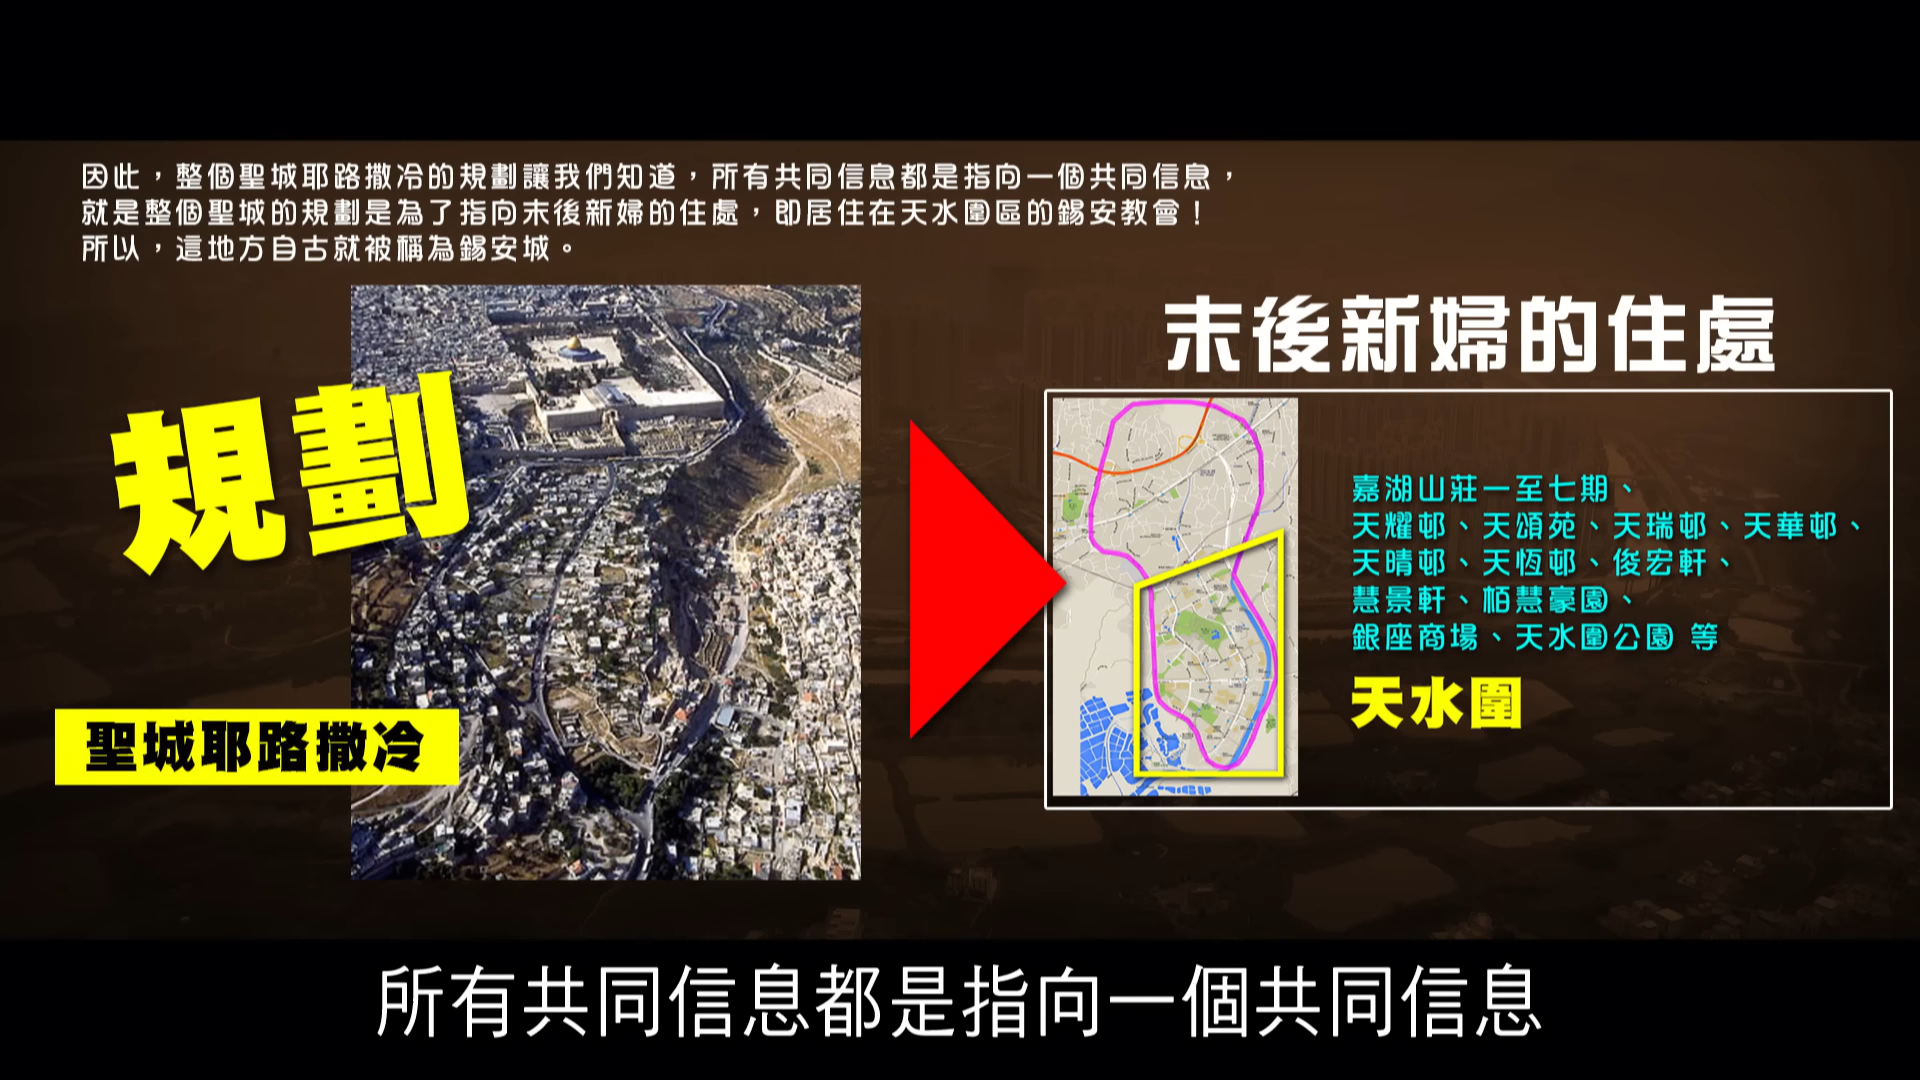 因此，整個聖城耶路撒冷的規劃讓我們知道，所有共同信息都是指向一個共同信息，
就是整個聖城的規劃是為了指向末後新婦的住處，即居住在天水圍區的錫安教會！
所以，這地方自古就被稱為錫安城。
規劃
聖城耶路撒冷
末後新婦的住處
嘉湖山莊一至七期、
天耀邨、天頌苑、天瑞邨、天華邨、
天晴邨、天恆邨、俊宏軒、
慧景軒、栢慧豪園、
銀座商場、天水圍公園 等
天水圍
所有共同信息都是指向一個共同信息